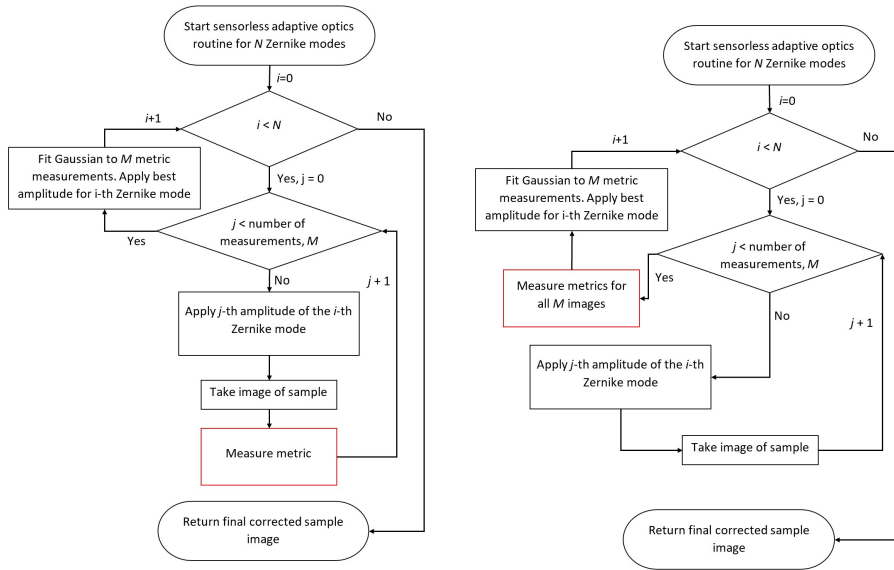 Start sensorless adaptive optics
routine for N Zernike modes
i=0
i < N
No
i+1
Fit Gaussian to M metric
measurements. Apply best
amplitude for i-th Zernike mode
Yes, j = 0
j < number of
measurements, M
Yes
No
j + 1
Apply j-th amplitude of the i-th
Zernike mode
Take image of sample
Measure metric
Return final corrected sample
image
Start sensorless adaptive optics
routine for N Zernike modes
i=0
i < N
No
i+1
Fit Gaussian to M metric
measurements. Apply best
amplitude for i-th Zernike mode
Yes, j = 0
j < number of
measurements, M
Yes
Measure metrics for
all M images
No
j + 1
Apply j-th amplitude of the i-th
Zernike mode
Take image of sample
Return final corrected sample
image